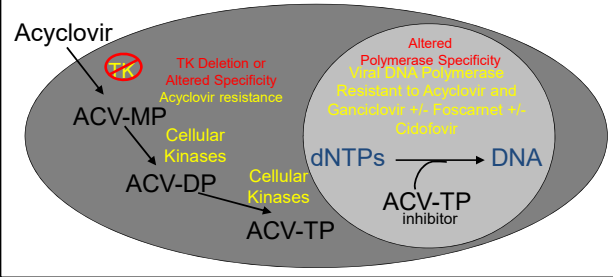 Acyclovir
TK
TK Deletion or
Altered Specificity
Acyclovir resistance
ACV-MP
Cellular
Kinases
ACV-DP
Cellular
Kinases
ACV-TP
Altered
Polymerase Specificity
Viral DNA Polymerase
Resistant to Acyclovir and
Ganciclovir +/- Foscarnet +/-
Cidofovir
dNTPs
DNA
ACV-TP
inhibitor